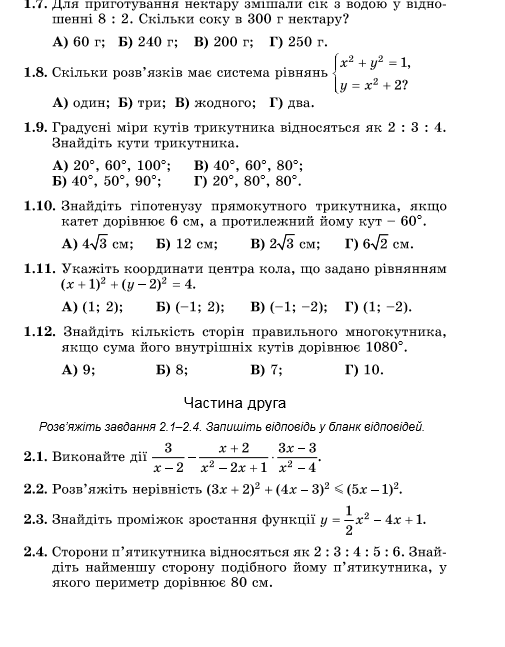 1.7. Для приготування нектару змішали сік з водою у відно-
шенні 8 : 2. Скільки соку в 300 г нектару?
А) 60 г; Б) 240 г; В) 200 г; Г) 250 г.
1.8. Скільки розв’язків має система рівнянь { x² + y² = 1,
y = x² + 2?
А) один; Б) три; В) жодного; Г) два.
1.9. Градусні міри кутів трикутника відносяться як 2 : 3 : 4.
Знайдіть кути трикутника.
А) 20°, 60°, 100°; В) 40°, 60°, 80°;
Б) 40°, 50°, 90°; Г) 20°, 80°, 80°.
1.10. Знайдіть гіпотенузу прямокутного трикутника, якщо
катет дорівнює 6 см, а протилежний йому кут – 60°.
А) 4√3 см; Б) 12 см; В) 2√3 см; Г) 6√2 см.
1.11. Укажіть координати центра кола, що задано рівнянням
(x + 1)² + (y − 2)² = 4.
А) (1; 2); Б) (−1; 2); В) (−1; −2); Г) (1; −2).
1.12. Знайдіть кількість сторін правильного многокутника,
якщо сума його внутрішніх кутів дорівнює 1080°.
А) 9; Б) 8; В) 7; Г) 10.
Частина друга
Розв’яжіть завдання 2.1–2.4. Запишіть відповідь у бланк відповідей.
2.1. Виконайте дії 3/(x − 2) − (x + 2)/(x² − 2x + 1) · (3x − 3)/(x² − 4).
2.2. Розв’яжіть нерівність (3x + 2)² + (4x − 3)² ⩽ (5x − 1)².
2.3. Знайдіть проміжок зростання функції y = 1/2 x² − 4x + 1.
2.4. Сторони п’ятикутника відносяться як 2 : 3 : 4 : 5 : 6. Знай-
діть найменшу сторону подібного йому п’ятикутника, у
якого периметр дорівнює 80 см.